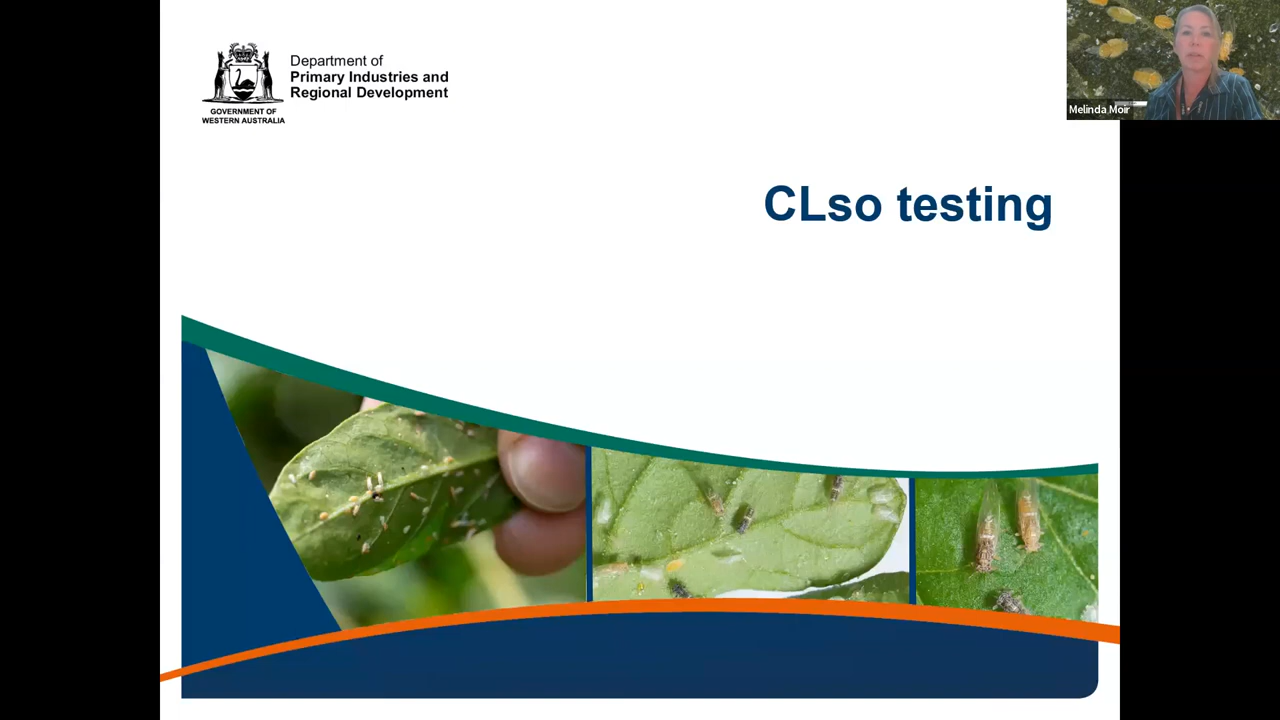 Department of
Primary Industries and
Regional Development
GOVERNMENT OF
WESTERN AUSTRALIA
Melinda Moir
CLso testing